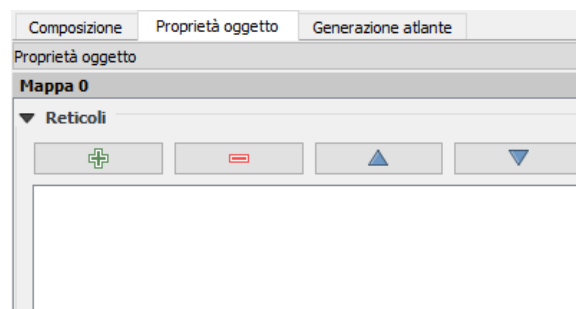 Composizione Proprietà oggetto Generazione atlante
Proprietà oggetto
Mappa 0
Reticoli